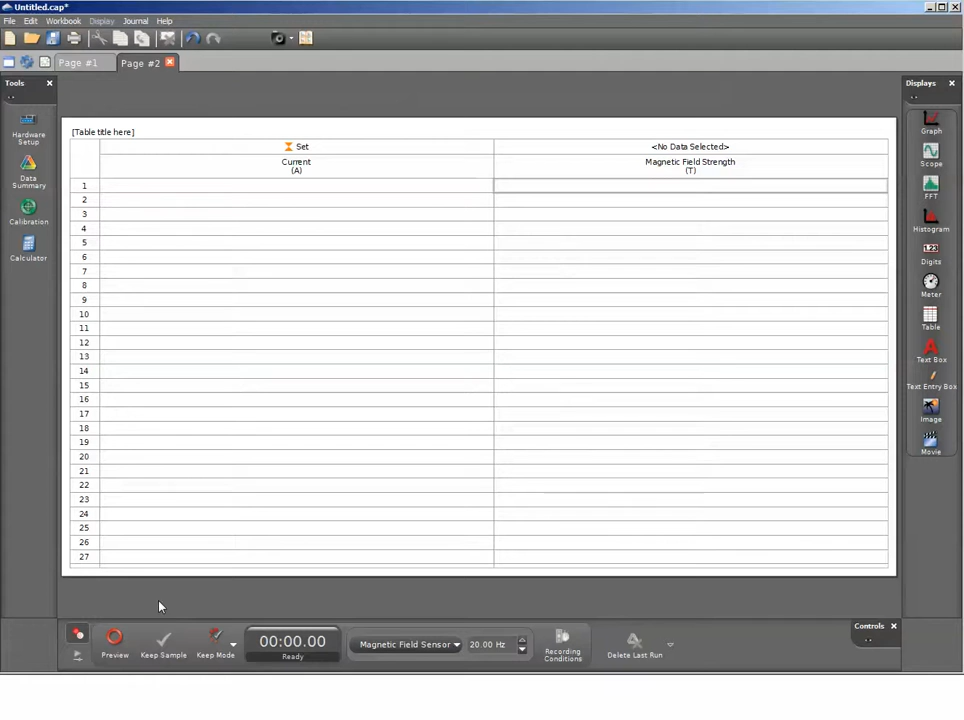 Untitled.cap*
File Edit Workbook Display Journal Help
Page #1 Page #2
Tools
Displays
Hardware Setup
Data Summary
Calibration
Calculator
[Table title here]
Set <No Data Selected>
Current Magnetic Field Strength
(A) (T)
1
2
3
4
5
6
7
8
9
10
11
12
13
14
15
16
17
18
19
20
21
22
23
24
25
26
27
Graph
Scope
FFT
Histogram
1.23
Digits
Meter
Table
Text Box
Text Entry Box
Image
Movie
Preview
Keep Sample
Keep Mode
00:00.00
Ready
Magnetic Field Sensor
20.00 Hz
Recording
Conditions
Delete Last Run
Controls